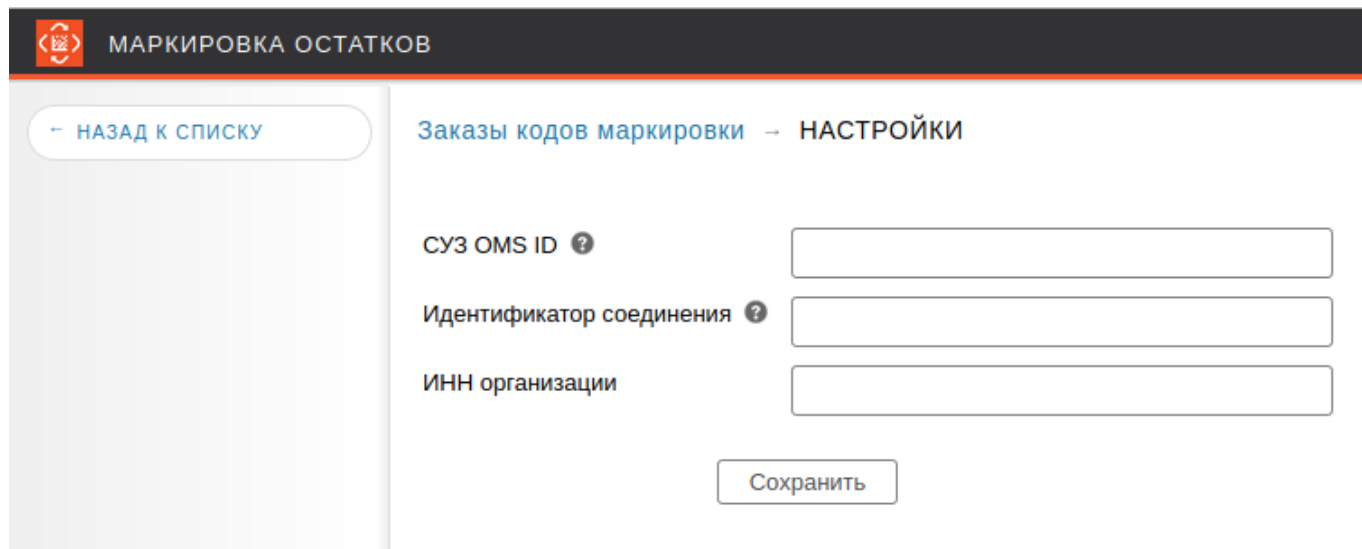 МАРКИРОВКА ОСТАТКОВ
← НАЗАД К СПИСКУ
Заказы кодов маркировки → НАСТРОЙКИ
СУЗ OMS ID ?
Идентификатор соединения ?
ИНН организации
Сохранить